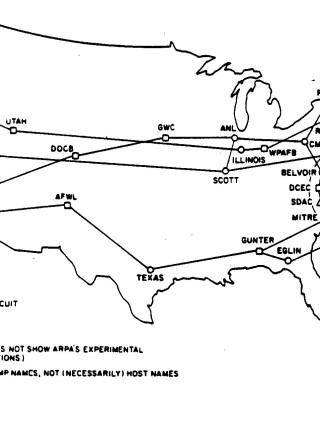 UTAH
GWC
ANL
DOCB
ILLINOIS
WPAFB
SCOTT
BELVOIR
DCEC
SDAC
AFWL
MITRE
GUNTER
EGLIN
TEXAS
CUIT
S NOT SHOW ARPA'S EXPERIMENTAL
IONS)
MP NAMES, NOT (NECESSARILY) HOST NAMES